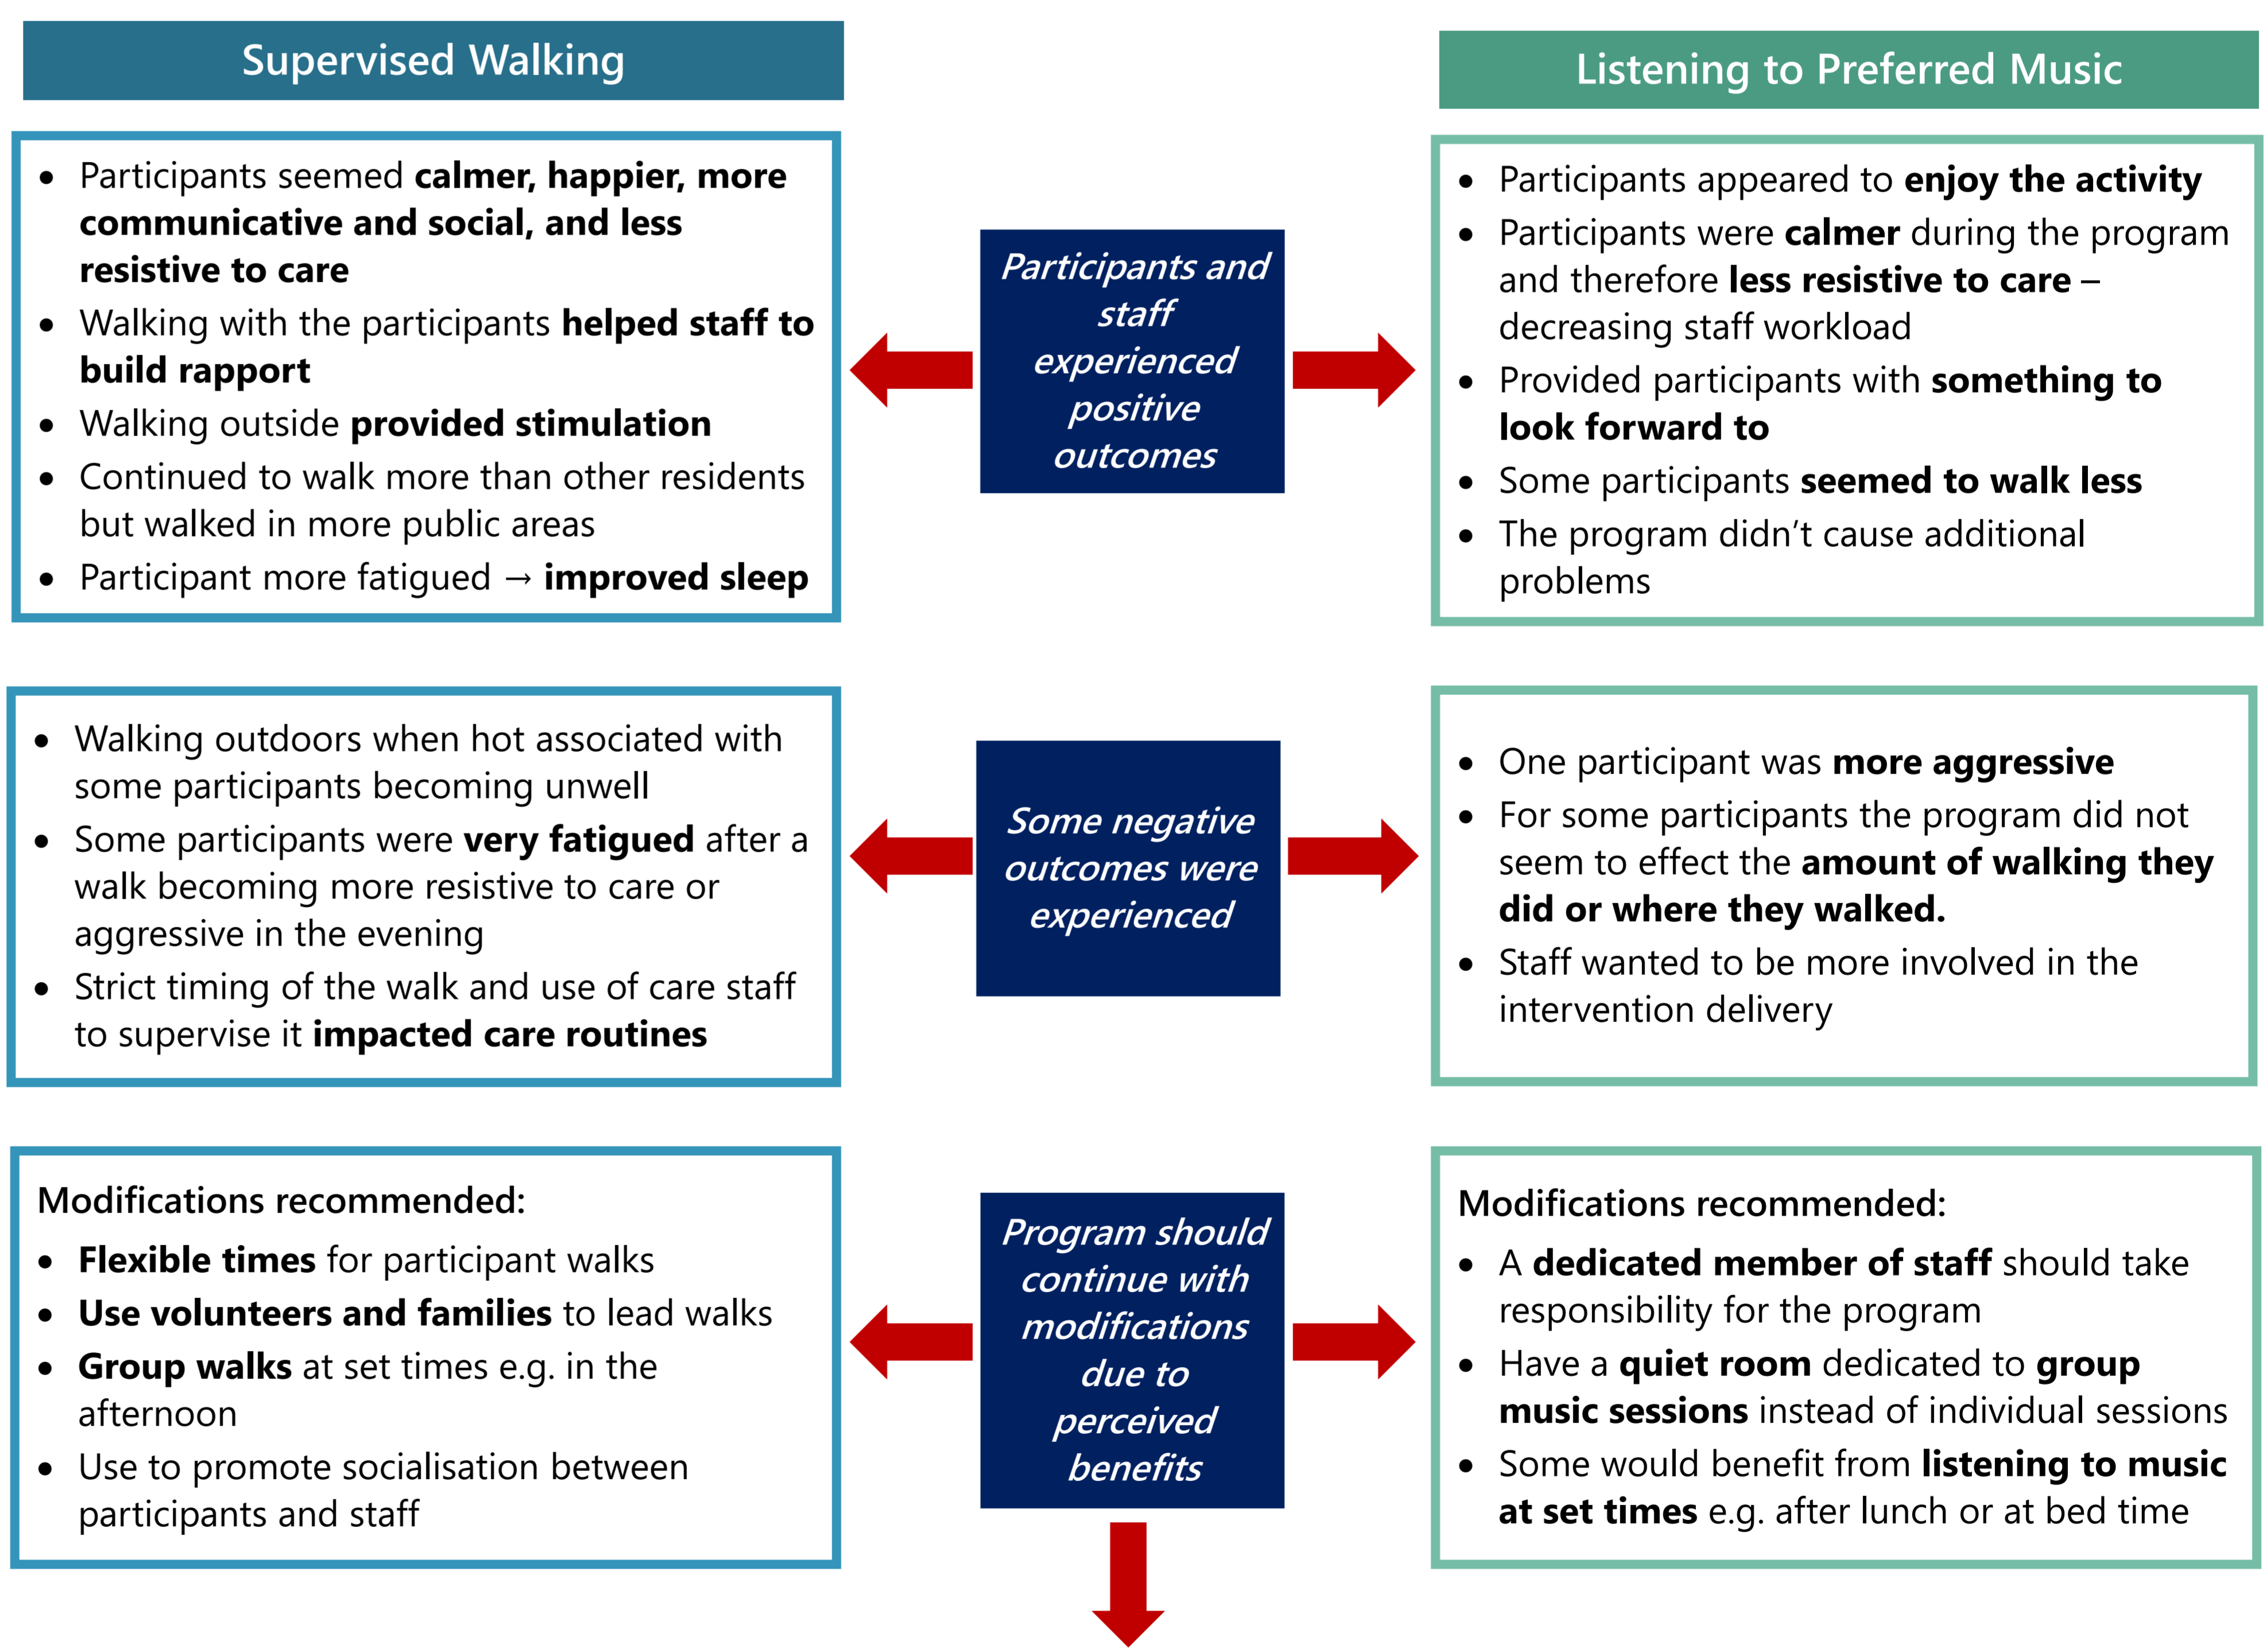 Supervised Walking
Listening to Preferred Music
• Participants seemed calmer, happier, more
communicative and social, and less
resistive to care
• Walking with the participants helped staff to
build rapport
• Walking outside provided stimulation
• Continued to walk more than other residents
but walked in more public areas
• Participant more fatigued → improved sleep
Participants and
staff
experienced
positive
outcomes
• Participants appeared to enjoy the activity
• Participants were calmer during the program
and therefore less resistive to care –
decreasing staff workload
• Provided participants with something to
look forward to
• Some participants seemed to walk less
• The program didn’t cause additional
problems
• Walking outdoors when hot associated with
some participants becoming unwell
• Some participants were very fatigued after a
walk becoming more resistive to care or
aggressive in the evening
• Strict timing of the walk and use of care staff
to supervise it impacted care routines
Some negative
outcomes were
experienced
• One participant was more aggressive
• For some participants the program did not
seem to effect the amount of walking they
did or where they walked.
• Staff wanted to be more involved in the
intervention delivery
Modifications recommended:
• Flexible times for participant walks
• Use volunteers and families to lead walks
• Group walks at set times e.g. in the
afternoon
• Use to promote socialisation between
participants and staff
Program should
continue with
modifications
due to
perceived
benefits
Modifications recommended:
• A dedicated member of staff should take
responsibility for the program
• Have a quiet room dedicated to group
music sessions instead of individual sessions
• Some would benefit from listening to music
at set times e.g. after lunch or at bed time